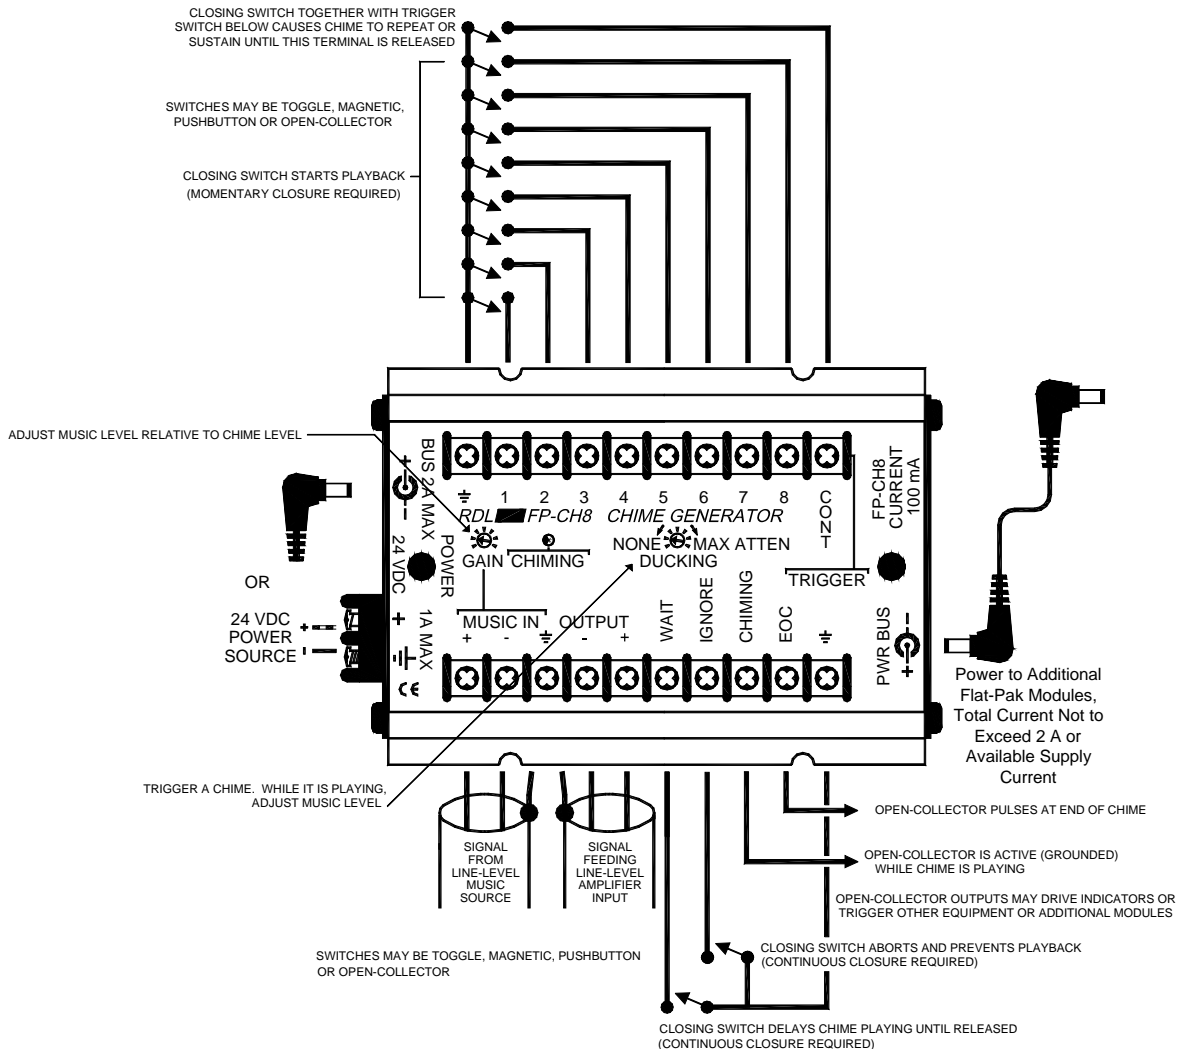 CLOSING SWITCH TOGETHER WITH TRIGGER
SWITCH BELOW CAUSES CHIME TO REPEAT OR
SUSTAIN UNTIL THIS TERMINAL IS RELEASED
SWITCHES MAY BE TOGGLE, MAGNETIC,
PUSHBUTTON OR OPEN-COLLECTOR
CLOSING SWITCH STARTS PLAYBACK
(MOMENTARY CLOSURE REQUIRED)
ADJUST MUSIC LEVEL RELATIVE TO CHIME LEVEL
OR
24 VDC
POWER
SOURCE
+
-
BUS 2A MAX
+
-
24 VDC
POWER
1A MAX
+
CE
1 2 3 4 5 6 7 8 CONT
RDL FP-CH8 CHIME GENERATOR
NONE MAX ATTEN
GAIN CHIMING DUCKING
TRIGGER
MUSIC IN OUTPUT
+ - - +
WAIT
IGNORE
CHIMING
EOC
FP-CH8
CURRENT
100 mA
PWR BUS
-
+
Power to Additional
Flat-Pak Modules,
Total Current Not to
Exceed 2 A or
Available Supply
Current
TRIGGER A CHIME. WHILE IT IS PLAYING,
ADJUST MUSIC LEVEL
SIGNAL
FROM
LINE-LEVEL
MUSIC
SOURCE
SIGNAL
FEEDING
LINE-LEVEL
AMPLIFIER
INPUT
OPEN-COLLECTOR PULSES AT END OF CHIME
OPEN-COLLECTOR IS ACTIVE (GROUNDED)
WHILE CHIME IS PLAYING
OPEN-COLLECTOR OUTPUTS MAY DRIVE INDICATORS OR
TRIGGER OTHER EQUIPMENT OR ADDITIONAL MODULES
SWITCHES MAY BE TOGGLE, MAGNETIC, PUSHBUTTON
OR OPEN-COLLECTOR
CLOSING SWITCH ABORTS AND PREVENTS PLAYBACK
(CONTINUOUS CLOSURE REQUIRED)
CLOSING SWITCH DELAYS CHIME PLAYING UNTIL RELEASED
(CONTINUOUS CLOSURE REQUIRED)